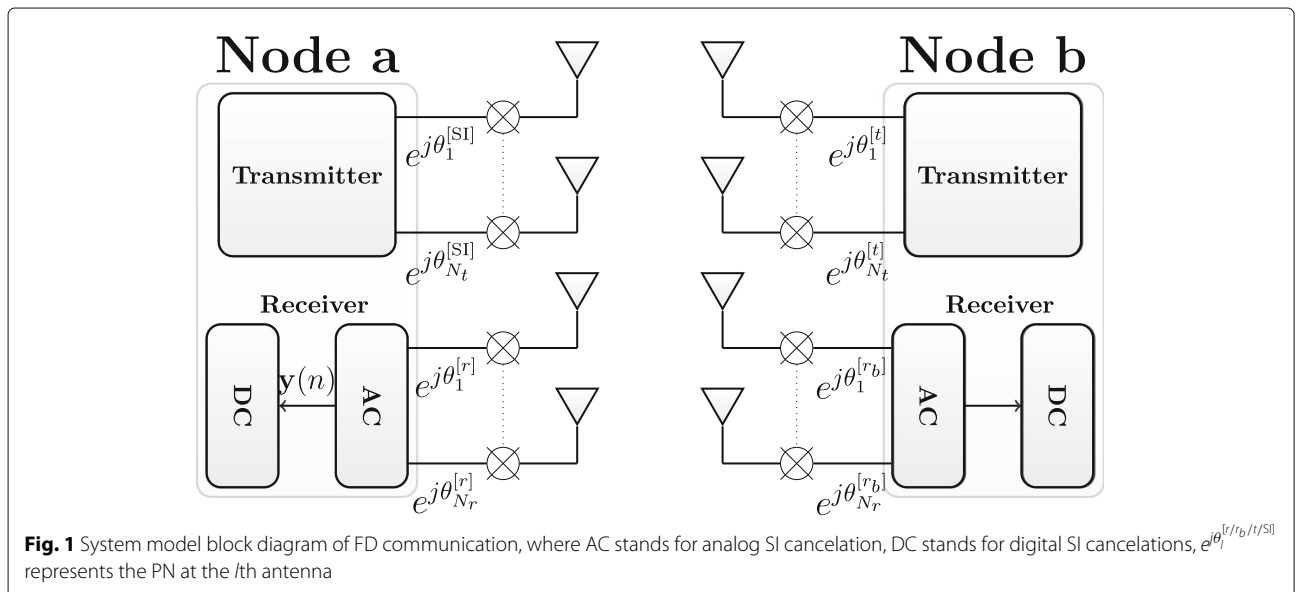 Node a Node b
Transmitter Transmitter
e^{jθ_1^{[SI]}} e^{jθ_1^{[t]}}
e^{jθ_{N_t}^{[SI]}} e^{jθ_{N_t}^{[t]}}
Receiver Receiver
DC y(n) AC e^{jθ_1^{[r]}} e^{jθ_1^{[r_b]}} AC DC
e^{jθ_{N_r}^{[r]}} e^{jθ_{N_r}^{[r_b]}}
Fig. 1 System model block diagram of FD communication, where AC stands for analog SI cancelation, DC stands for digital SI cancelations, e^{jθ_l^{[r/r_b/t/SI]}}
represents the PN at the lth antenna